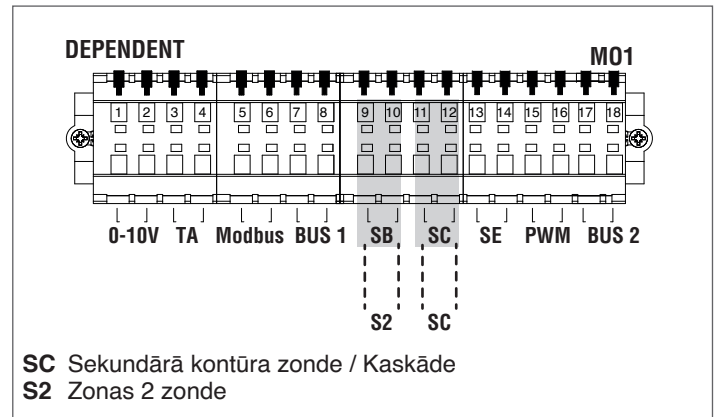 DEPENDENT
M01
1 2 3 4 5 6 7 8 9 10 11 12 13 14 15 16 17 18
0-10V TA Modbus BUS 1 SB SC SE PWM BUS 2
S2 SC
SC Sekundārā kontūra zonde / Kaskāde
S2 Zonas 2 zonde